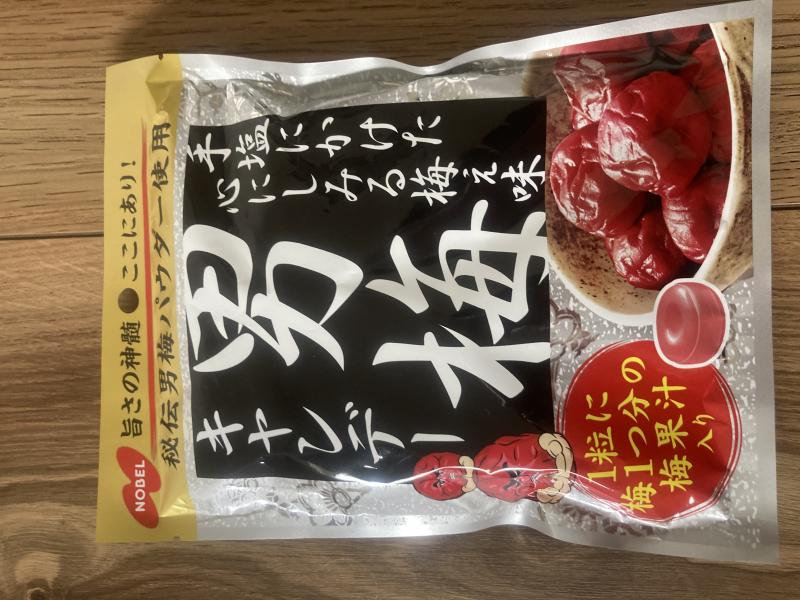 旨さの神髄 ここにあり!
秘伝男梅パウダー使用
NOBEL
手塩にかけた
心にしみる梅え味
男梅
キャンデー
1粒に
梅1つ分の
梅果汁
入り